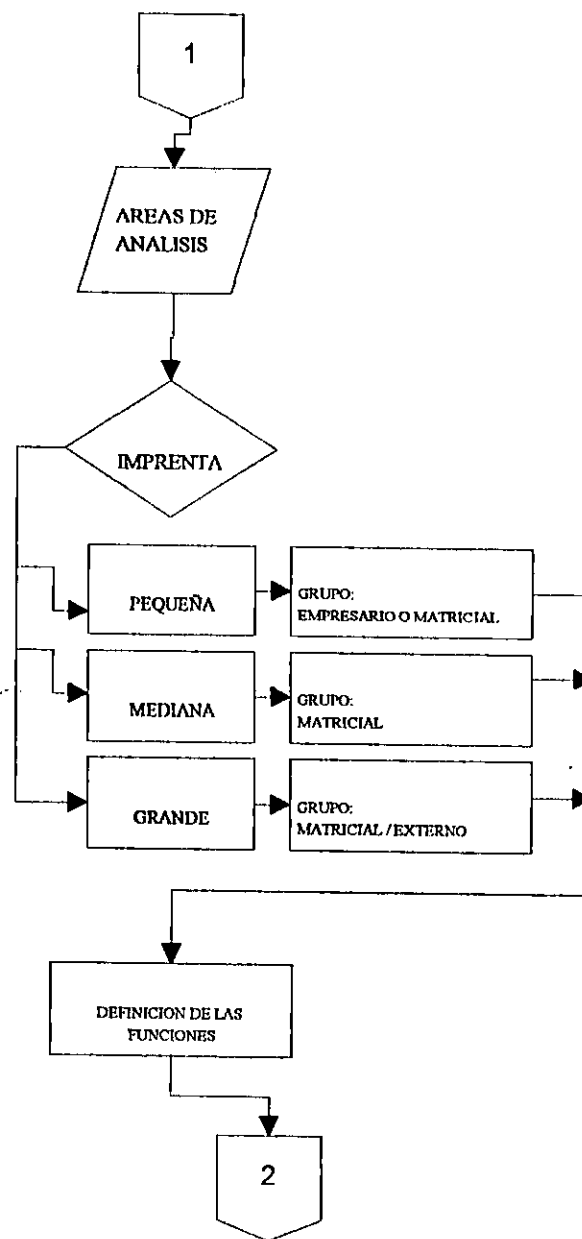 1
AREAS DE
ANALISIS
IMPRENTA
PEQUEÑA
GRUPO:
EMPRESARIO O MATRICIAL
MEDIANA
GRUPO:
MATRICIAL
GRANDE
GRUPO:
MATRICIAL / EXTERNO
DEFINICION DE LAS
FUNCIONES
2